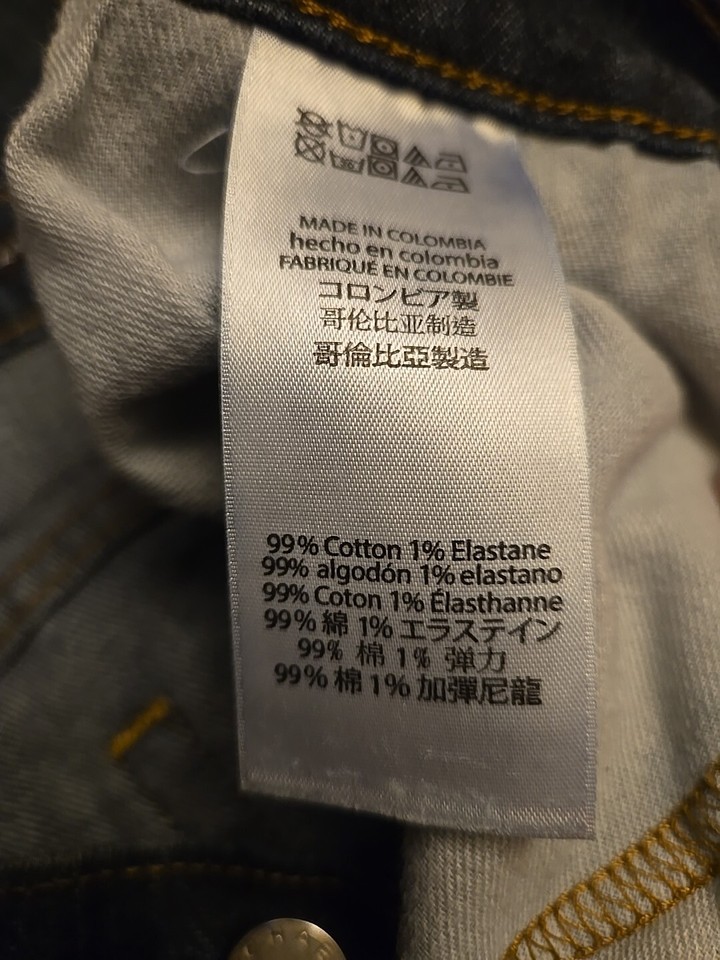 MADE IN COLOMBIA
hecho en colombia
FABRIQUÉ EN COLOMBIE
コロンビア製
哥伦比亚制造
哥倫比亞製造
99% Cotton 1% Elastane
99% algodón 1% elastano
99% Coton 1% Élasthanne
99% 綿 1% エラステイン
99% 棉 1% 弹力
99% 棉 1% 加彈尼龍